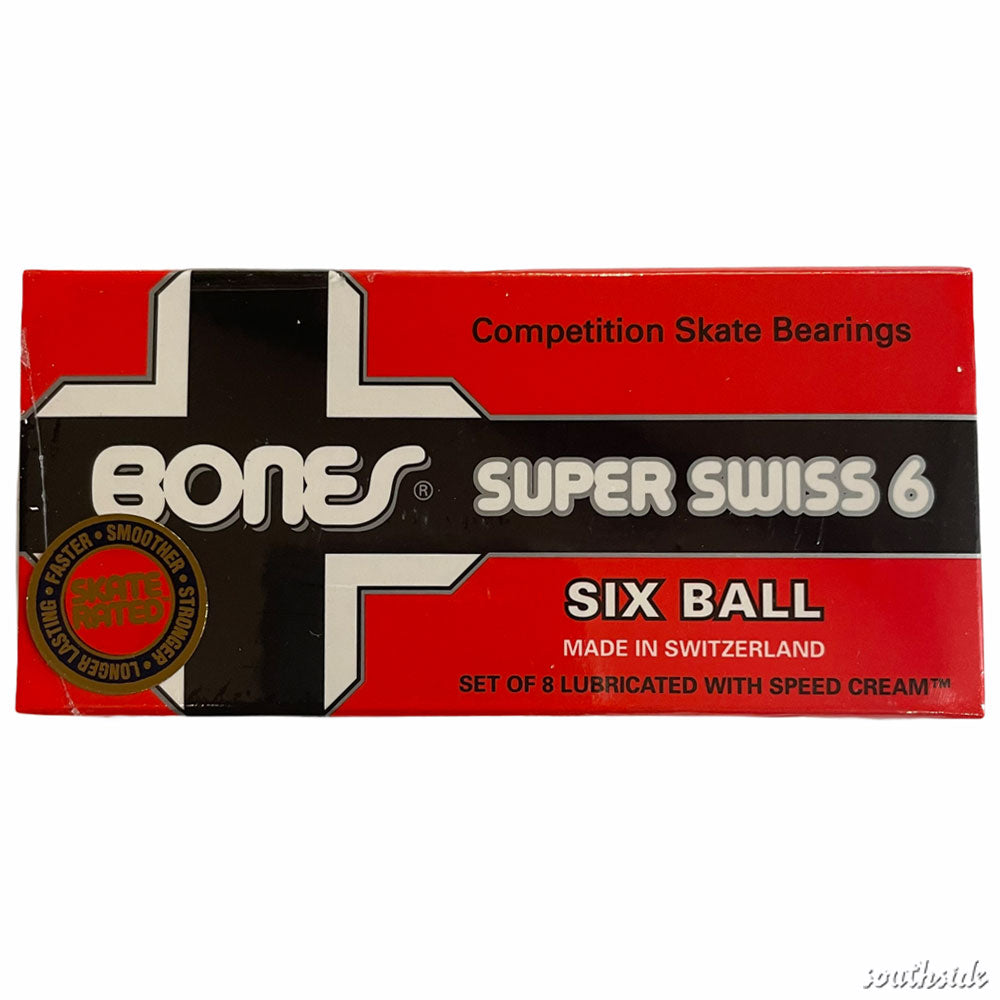 Competition Skate Bearings
BONES® SUPER SWISS 6
LONGER LASTING • FASTER • SMOOTHER • STRONGER •
SKATE
RATED
SIX BALL
MADE IN SWITZERLAND
SET OF 8 LUBRICATED WITH SPEED CREAM™
southside